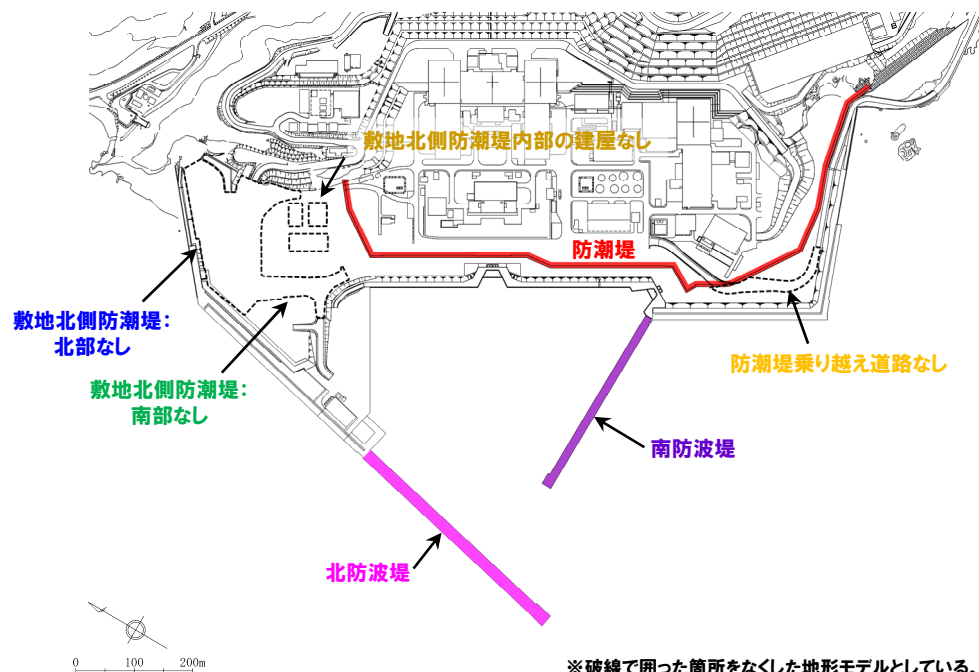 敷地北側防潮堤内部の建屋なし
防潮堤
敷地北側防潮堤：
北部なし
敷地北側防潮堤：
南部なし
防潮堤乗り越え道路なし
南防波堤
北防波堤
0 100 200m
※破線で囲った箇所をなくした地形モデルとしている。